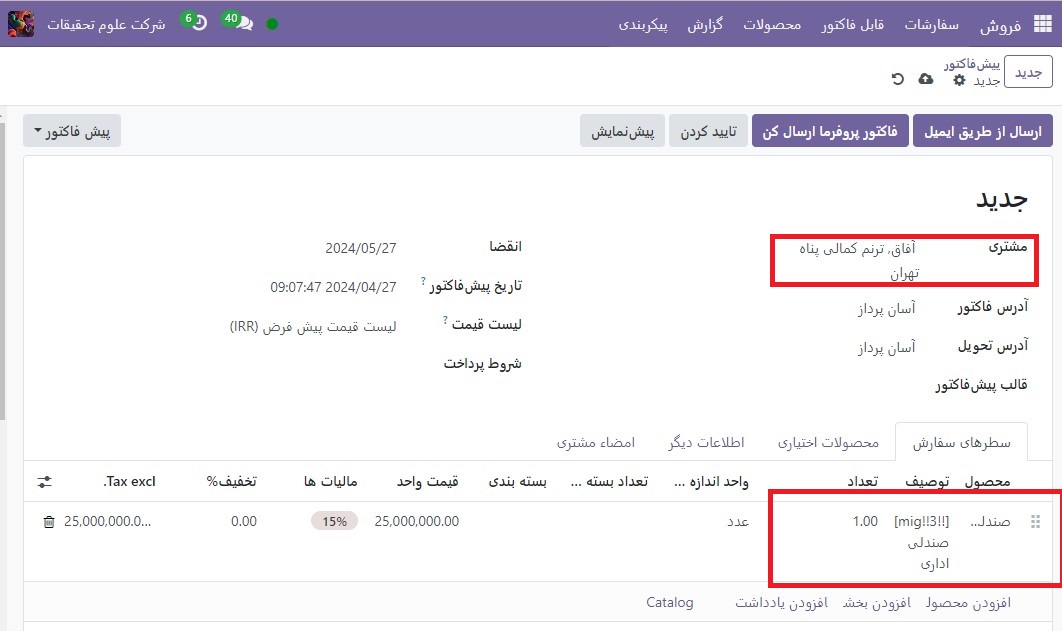 فروش سفارشات قابل فاکتور محصولات گزارش پیکربندی 40 6 شرکت علوم تحقیقات
جدید پیش‌فاکتور
جدید
ارسال از طریق ایمیل فاکتور پروفرما ارسال کن تایید کردن پیش‌نمایش پیش فاکتور
جدید
مشتری آفاق, ترنم کمالی پناه
تهران
انقضا 2024/05/27
آدرس فاکتور آسان پرداز
تاریخ پیش‌فاکتور ? 2024/04/27 09:07:47
آدرس تحویل آسان پرداز
لیست قیمت ? لیست قیمت پیش فرض (IRR)
قالب پیش‌فاکتور
شروط پرداخت
سطرهای سفارش محصولات اختیاری اطلاعات دیگر امضاء مشتری
محصول توصیف تعداد واحد اندازه ... تعداد بسته ... بسته بندی قیمت واحد مالیات ها تخفیف% Tax excl.
صندلـ... [mig!!3!!] 1.00 عدد 25,000,000.00 15% 0.00 25,000,000.0...
صندلی
اداری
افزودن محصول افزودن بخش افزودن یادداشت Catalog